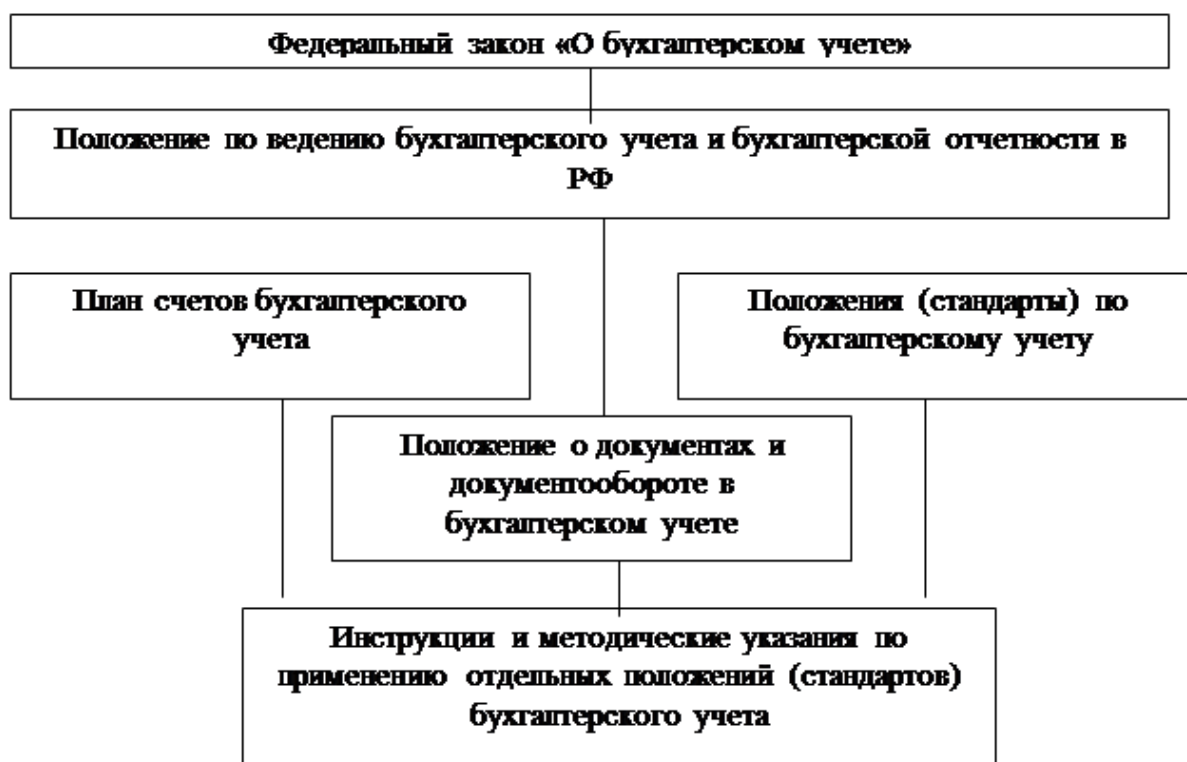 Федеральный закон «О бухгалтерском учете»
Положение по ведению бухгалтерского учета и бухгалтерской отчетности в
РФ
План счетов бухгалтерского
учета
Положения (стандарты) по
бухгалтерскому учету
Положение о документах и
документообороте в
бухгалтерском учете
Инструкции и методические указания по
применению отдельных положений (стандартов)
бухгалтерского учета